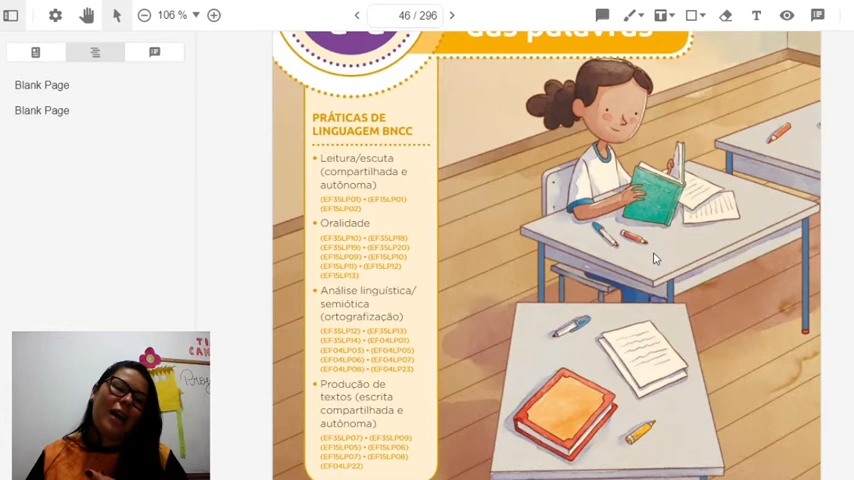 106 %
46 / 296
das palavras
Blank Page
Blank Page
PRÁTICAS DE
LINGUAGEM BNCC
• Leitura/escuta
(compartilhada e
autônoma)
(EF35LP01) • (EF15LP01)
(EF15LP02)
• Oralidade
(EF35LP10) • (EF35LP18)
(EF35LP19) • (EF35LP20)
(EF15LP09) • (EF15LP10)
(EF15LP11) • (EF15LP12)
(EF15LP13)
• Análise linguística/
semiótica
(ortografização)
(EF35LP12) • (EF35LP13)
(EF35LP14) • (EF04LP01)
(EF04LP03) • (EF04LP05)
(EF04LP06) • (EF04LP07)
(EF04LP08) • (EF04LP23)
• Produção de
textos (escrita
compartilhada e
autônoma)
(EF35LP07) • (EF35LP09)
(EF15LP05) • (EF15LP06)
(EF15LP07) • (EF15LP08)
(EF04LP22)